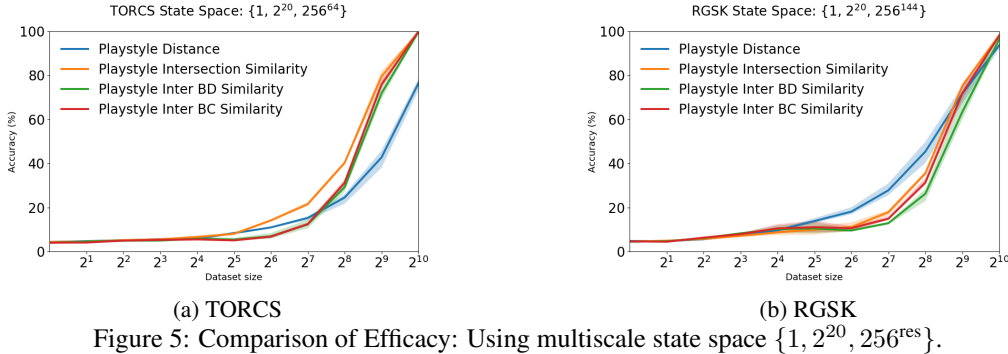 TORCS State Space: {1, 2^20, 256^64}
100
80
60
40
20
0
Accuracy (%)
Playstyle Distance
Playstyle Intersection Similarity
Playstyle Inter BD Similarity
Playstyle Inter BC Similarity
2^1 2^2 2^3 2^4 2^5 2^6 2^7 2^8 2^9 2^10
Dataset size
(a) TORCS
RGSK State Space: {1, 2^20, 256^144}
100
80
60
40
20
0
Accuracy (%)
Playstyle Distance
Playstyle Intersection Similarity
Playstyle Inter BD Similarity
Playstyle Inter BC Similarity
2^1 2^2 2^3 2^4 2^5 2^6 2^7 2^8 2^9 2^10
Dataset size
(b) RGSK
Figure 5: Comparison of Efficacy: Using multiscale state space {1, 2^20, 256^res}.